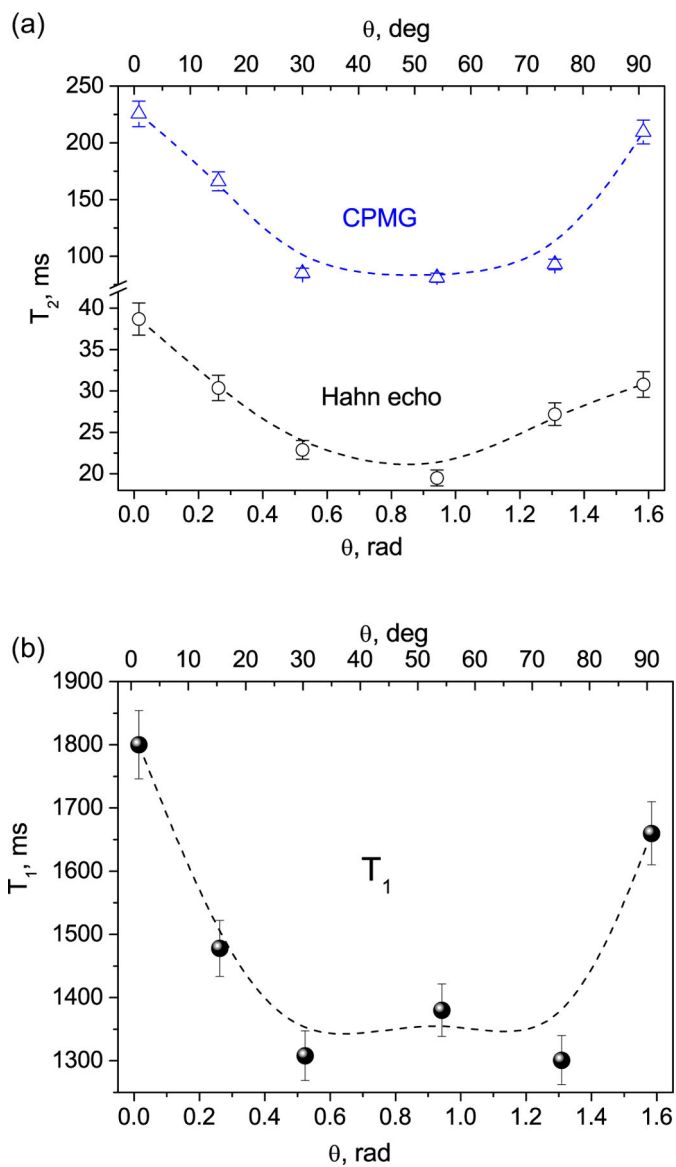 (a)
θ, deg
0 10 20 30 40 50 60 70 80 90
250
200
150
100
40
35
30
25
20
T2, ms
CPMG
Hahn echo
0.0 0.2 0.4 0.6 0.8 1.0 1.2 1.4 1.6
θ, rad
(b)
θ, deg
0 10 20 30 40 50 60 70 80 90
1900
1800
1700
1600
1500
1400
1300
T1, ms
T1
0.0 0.2 0.4 0.6 0.8 1.0 1.2 1.4 1.6
θ, rad